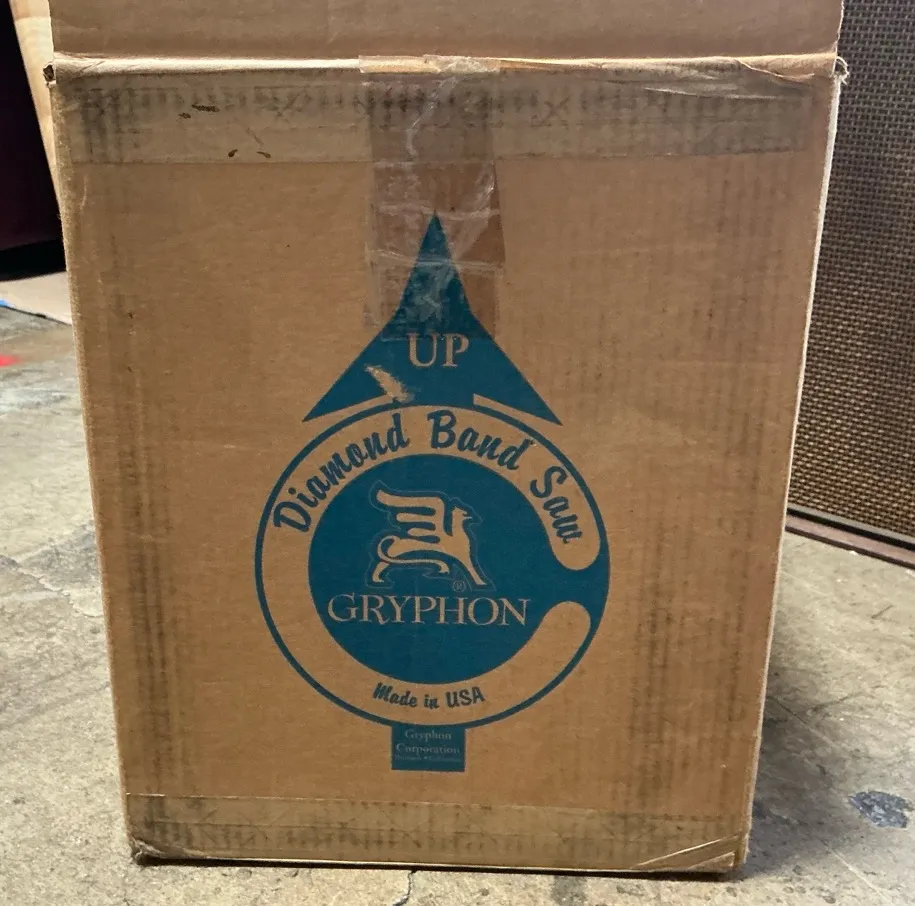 UP
Diamond Band Saw
®
GRYPHON
Made in USA
Gryphon
Corporation